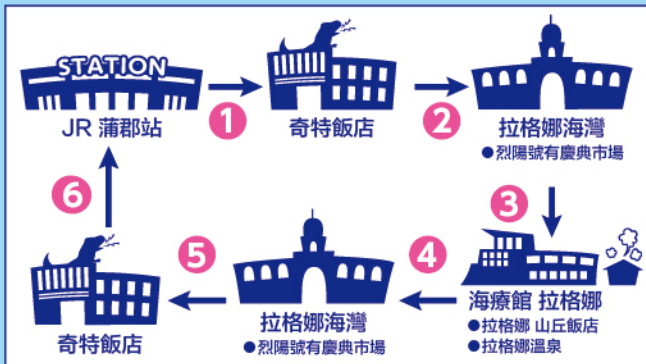 STATION
JR 蒲郡站
1
奇特飯店
2
拉格娜海灣
●烈陽號有慶典市場
3
海療館 拉格娜
●拉格娜 山丘飯店
●拉格娜溫泉
4
拉格娜海灣
●烈陽號有慶典市場
5
奇特飯店
6